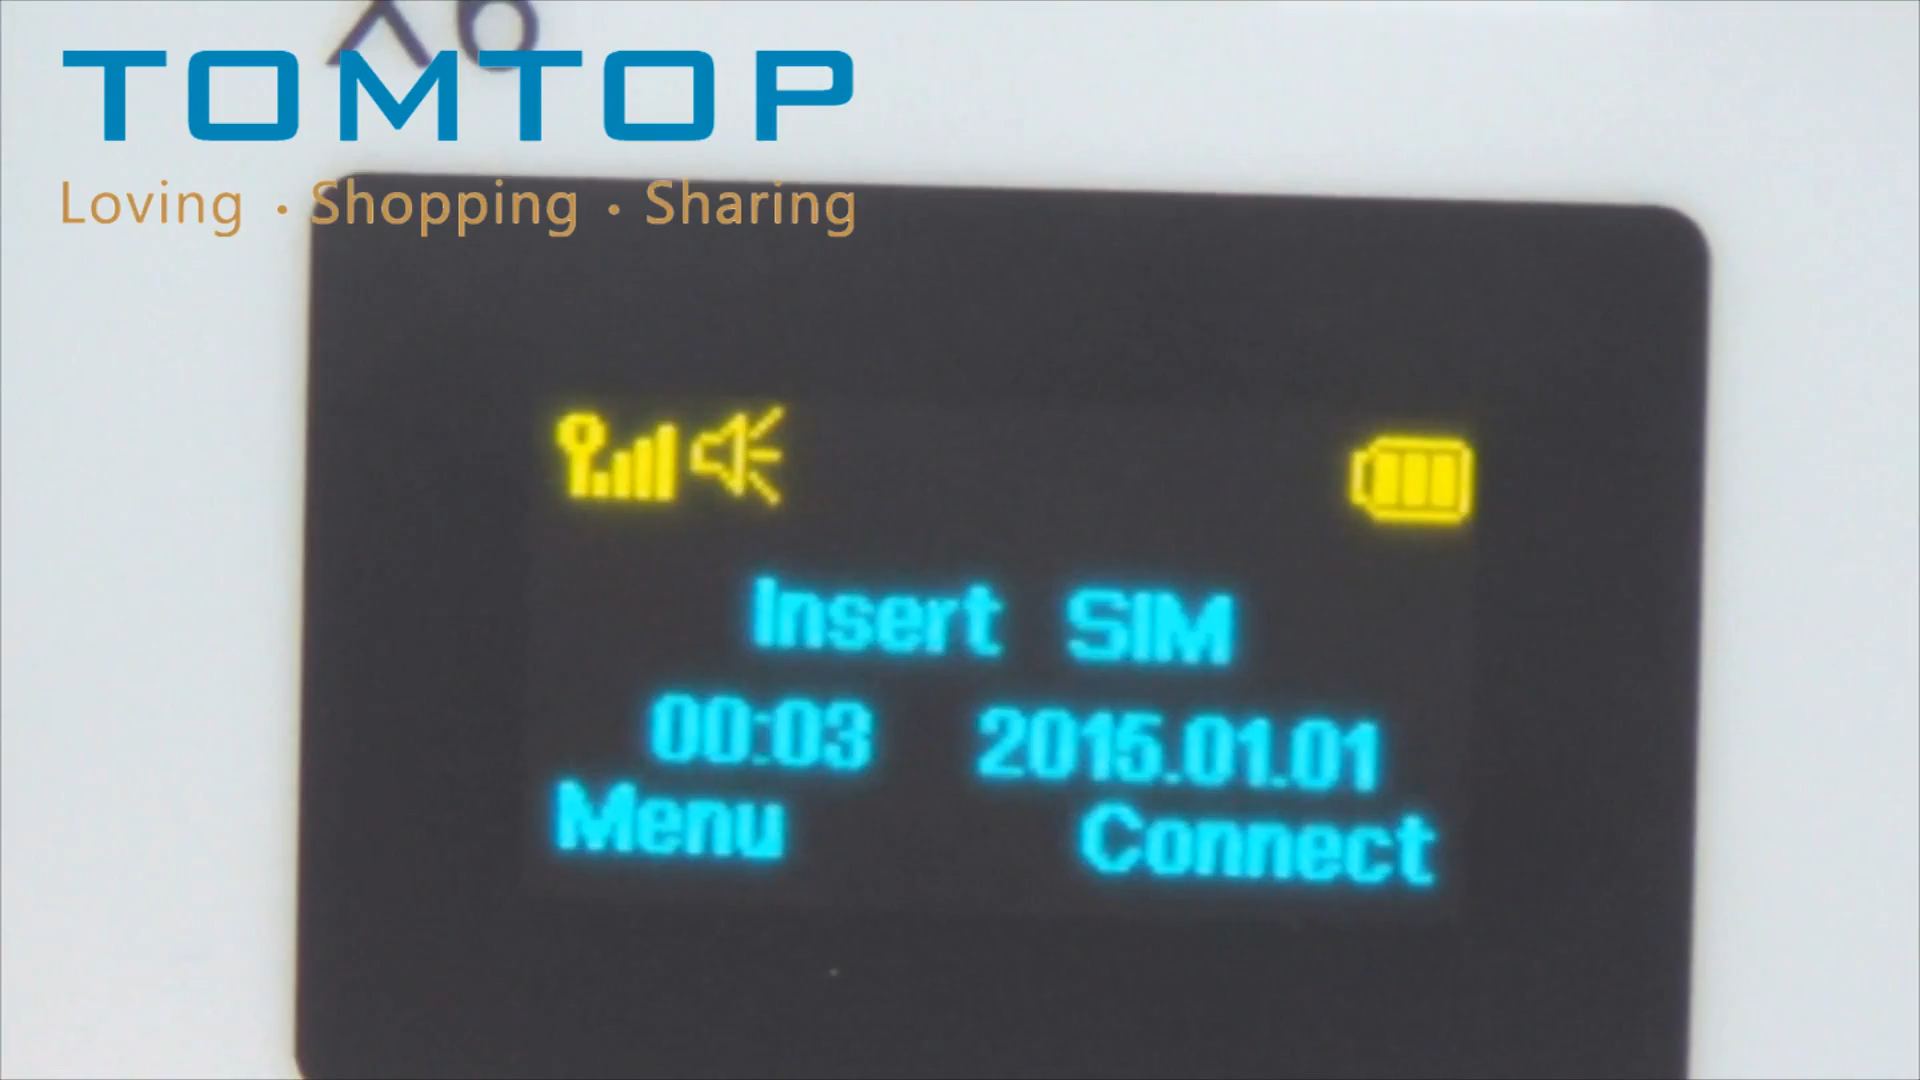 TOMTOP
Loving · Shopping · Sharing
Insert SIM
00:03 2015.01.01
Menu Connect